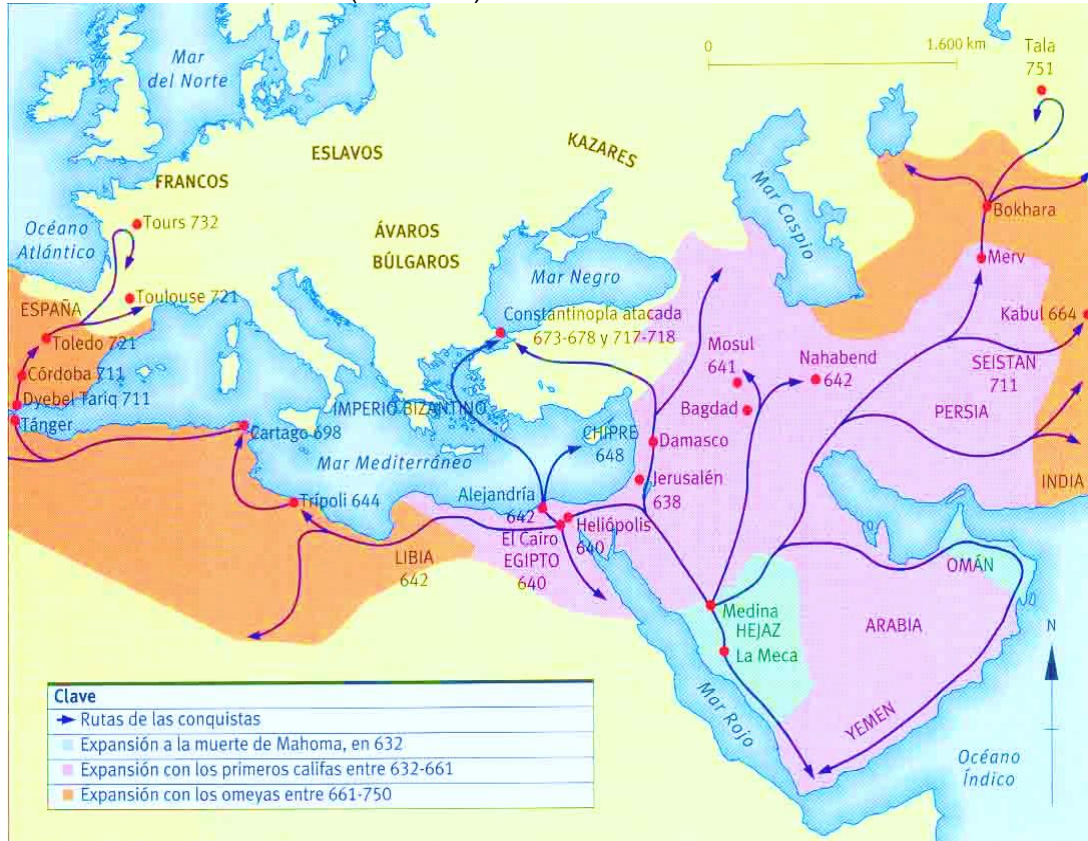 Mar
del Norte
0
1.600 km
Tala
751
ESLAVOS
KAZARES
FRANCOS
Océano
Atlántico
Tours 732
ÁVAROS
BÚLGAROS
Mar Negro
Mar Caspio
Bokhara
Merv
Toulouse 721
ESPAÑA
Toledo 721
Constantinopla atacada
673-678 y 717-718
Kabul 664
Mosul
641
Nahabend
642
SEISTAN
711
Córdoba 711
Dyebel Tariq 711
Tánger
IMPERIO BIZANTINO
Bagdad
PERSIA
Cartago 698
CHIPRE
648
Damasco
Mar Mediterráneo
Jerusalén
638
INDIA
Trípoli 644
Alejandría
642
Heliópolis
640
El Cairo
EGIPTO
640
LIBIA
642
OMÁN
Medina
HEJAZ
La Meca
ARABIA
N
Mar Rojo
YEMEN
Océano
Índico
Clave
Rutas de las conquistas
Expansión a la muerte de Mahoma, en 632
Expansión con los primeros califas entre 632-661
Expansión con los omeyas entre 661-750